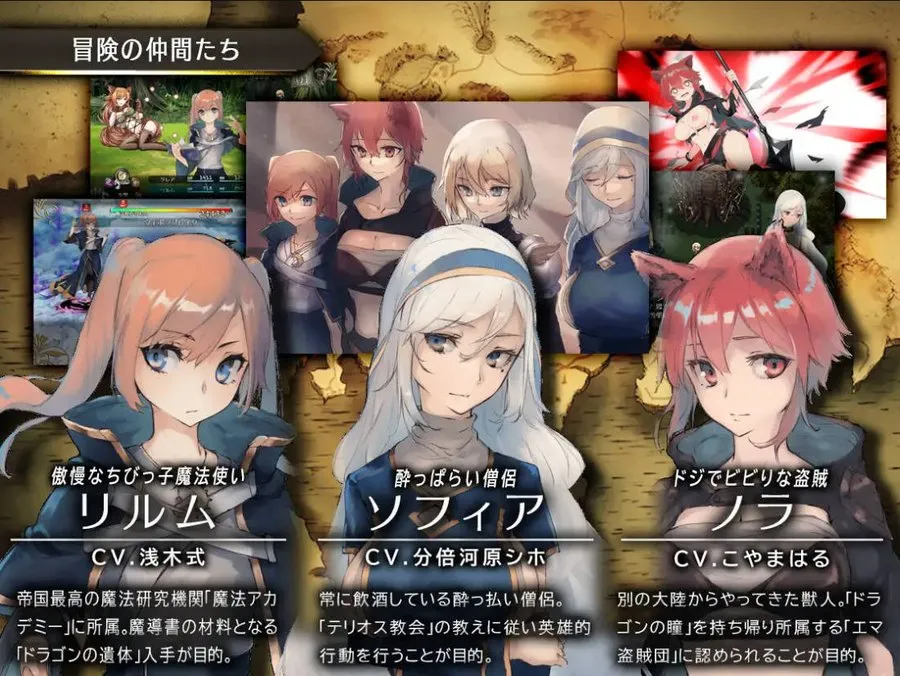 冒険の仲間たち
傲慢なちびっ子魔法使い
リルム
CV.浅木式
帝国最高の魔法研究機関「魔法アカ
デミー」に所属。魔導書の材料となる
「ドラゴンの遺体」入手が目的。
酔っぱらい僧侶
ソフィア
CV.分倍河原シホ
常に飲酒している酔っ払い僧侶。
「テリオス教会」の教えに従い英雄的
行動を行うことが目的。
ドジでビビりな盗賊
ノラ
CV.こやまはる
別の大陸からやってきた獣人。「ドラ
ゴンの瞳」を持ち帰り所属する「エマ
盗賊団」に認められることが目的。